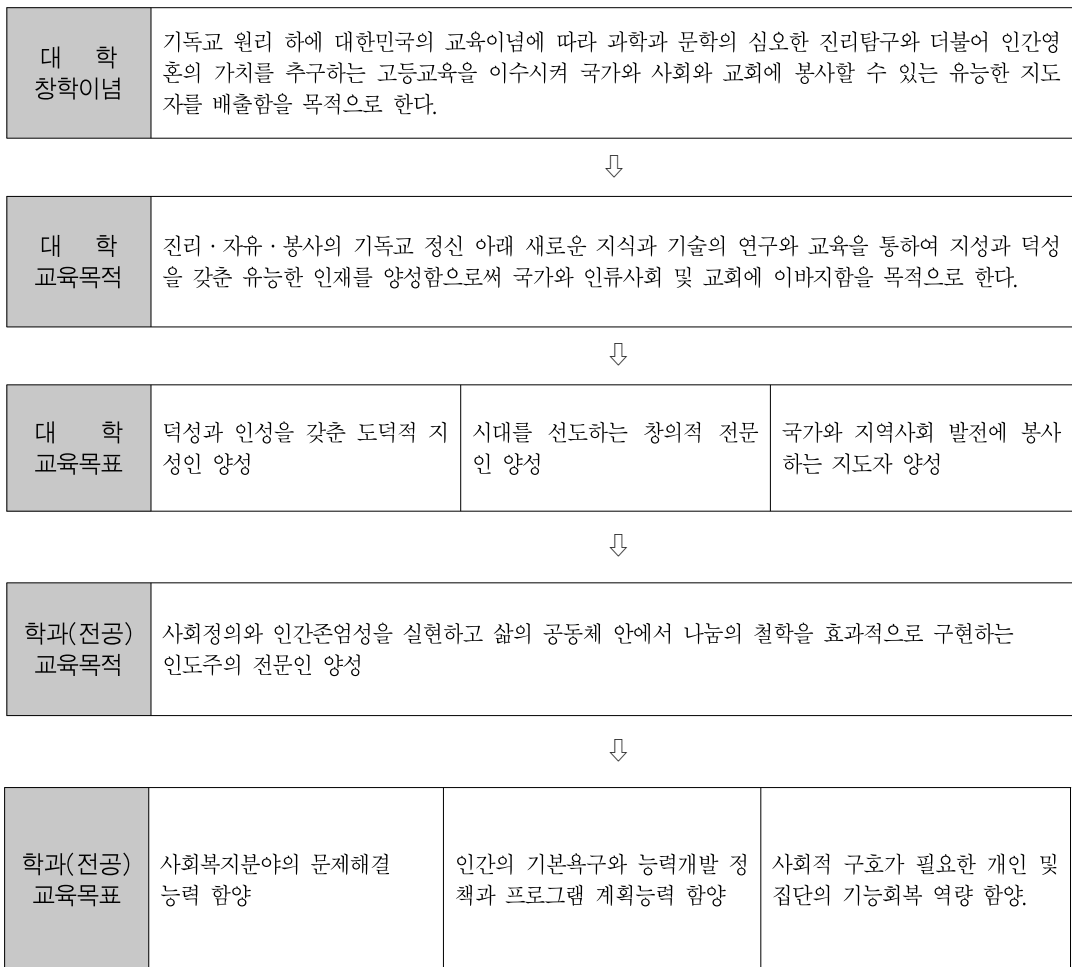 대 학
창학이념
기독교 원리 하에 대한민국의 교육이념에 따라 과학과 문학의 심오한 진리탐구와 더불어 인간영
혼의 가치를 추구하는 고등교육을 이수시켜 국가와 사회와 교회에 봉사할 수 있는 유능한 지도
자를 배출함을 목적으로 한다.
⇩
대 학
교육목적
진리·자유·봉사의 기독교 정신 아래 새로운 지식과 기술의 연구와 교육을 통하여 지성과 덕성
을 갖춘 유능한 인재를 양성함으로써 국가와 인류사회 및 교회에 이바지함을 목적으로 한다.
⇩
대 학
교육목표
덕성과 인성을 갖춘 도덕적 지
성인 양성
시대를 선도하는 창의적 전문
인 양성
국가와 지역사회 발전에 봉사
하는 지도자 양성
⇩
학과(전공)
교육목적
사회정의와 인간존엄성을 실현하고 삶의 공동체 안에서 나눔의 철학을 효과적으로 구현하는
인도주의 전문인 양성
⇩
학과(전공)
교육목표
사회복지분야의 문제해결
능력 함양
인간의 기본욕구와 능력개발 정
책과 프로그램 계획능력 함양
사회적 구호가 필요한 개인 및
집단의 기능회복 역량 함양.